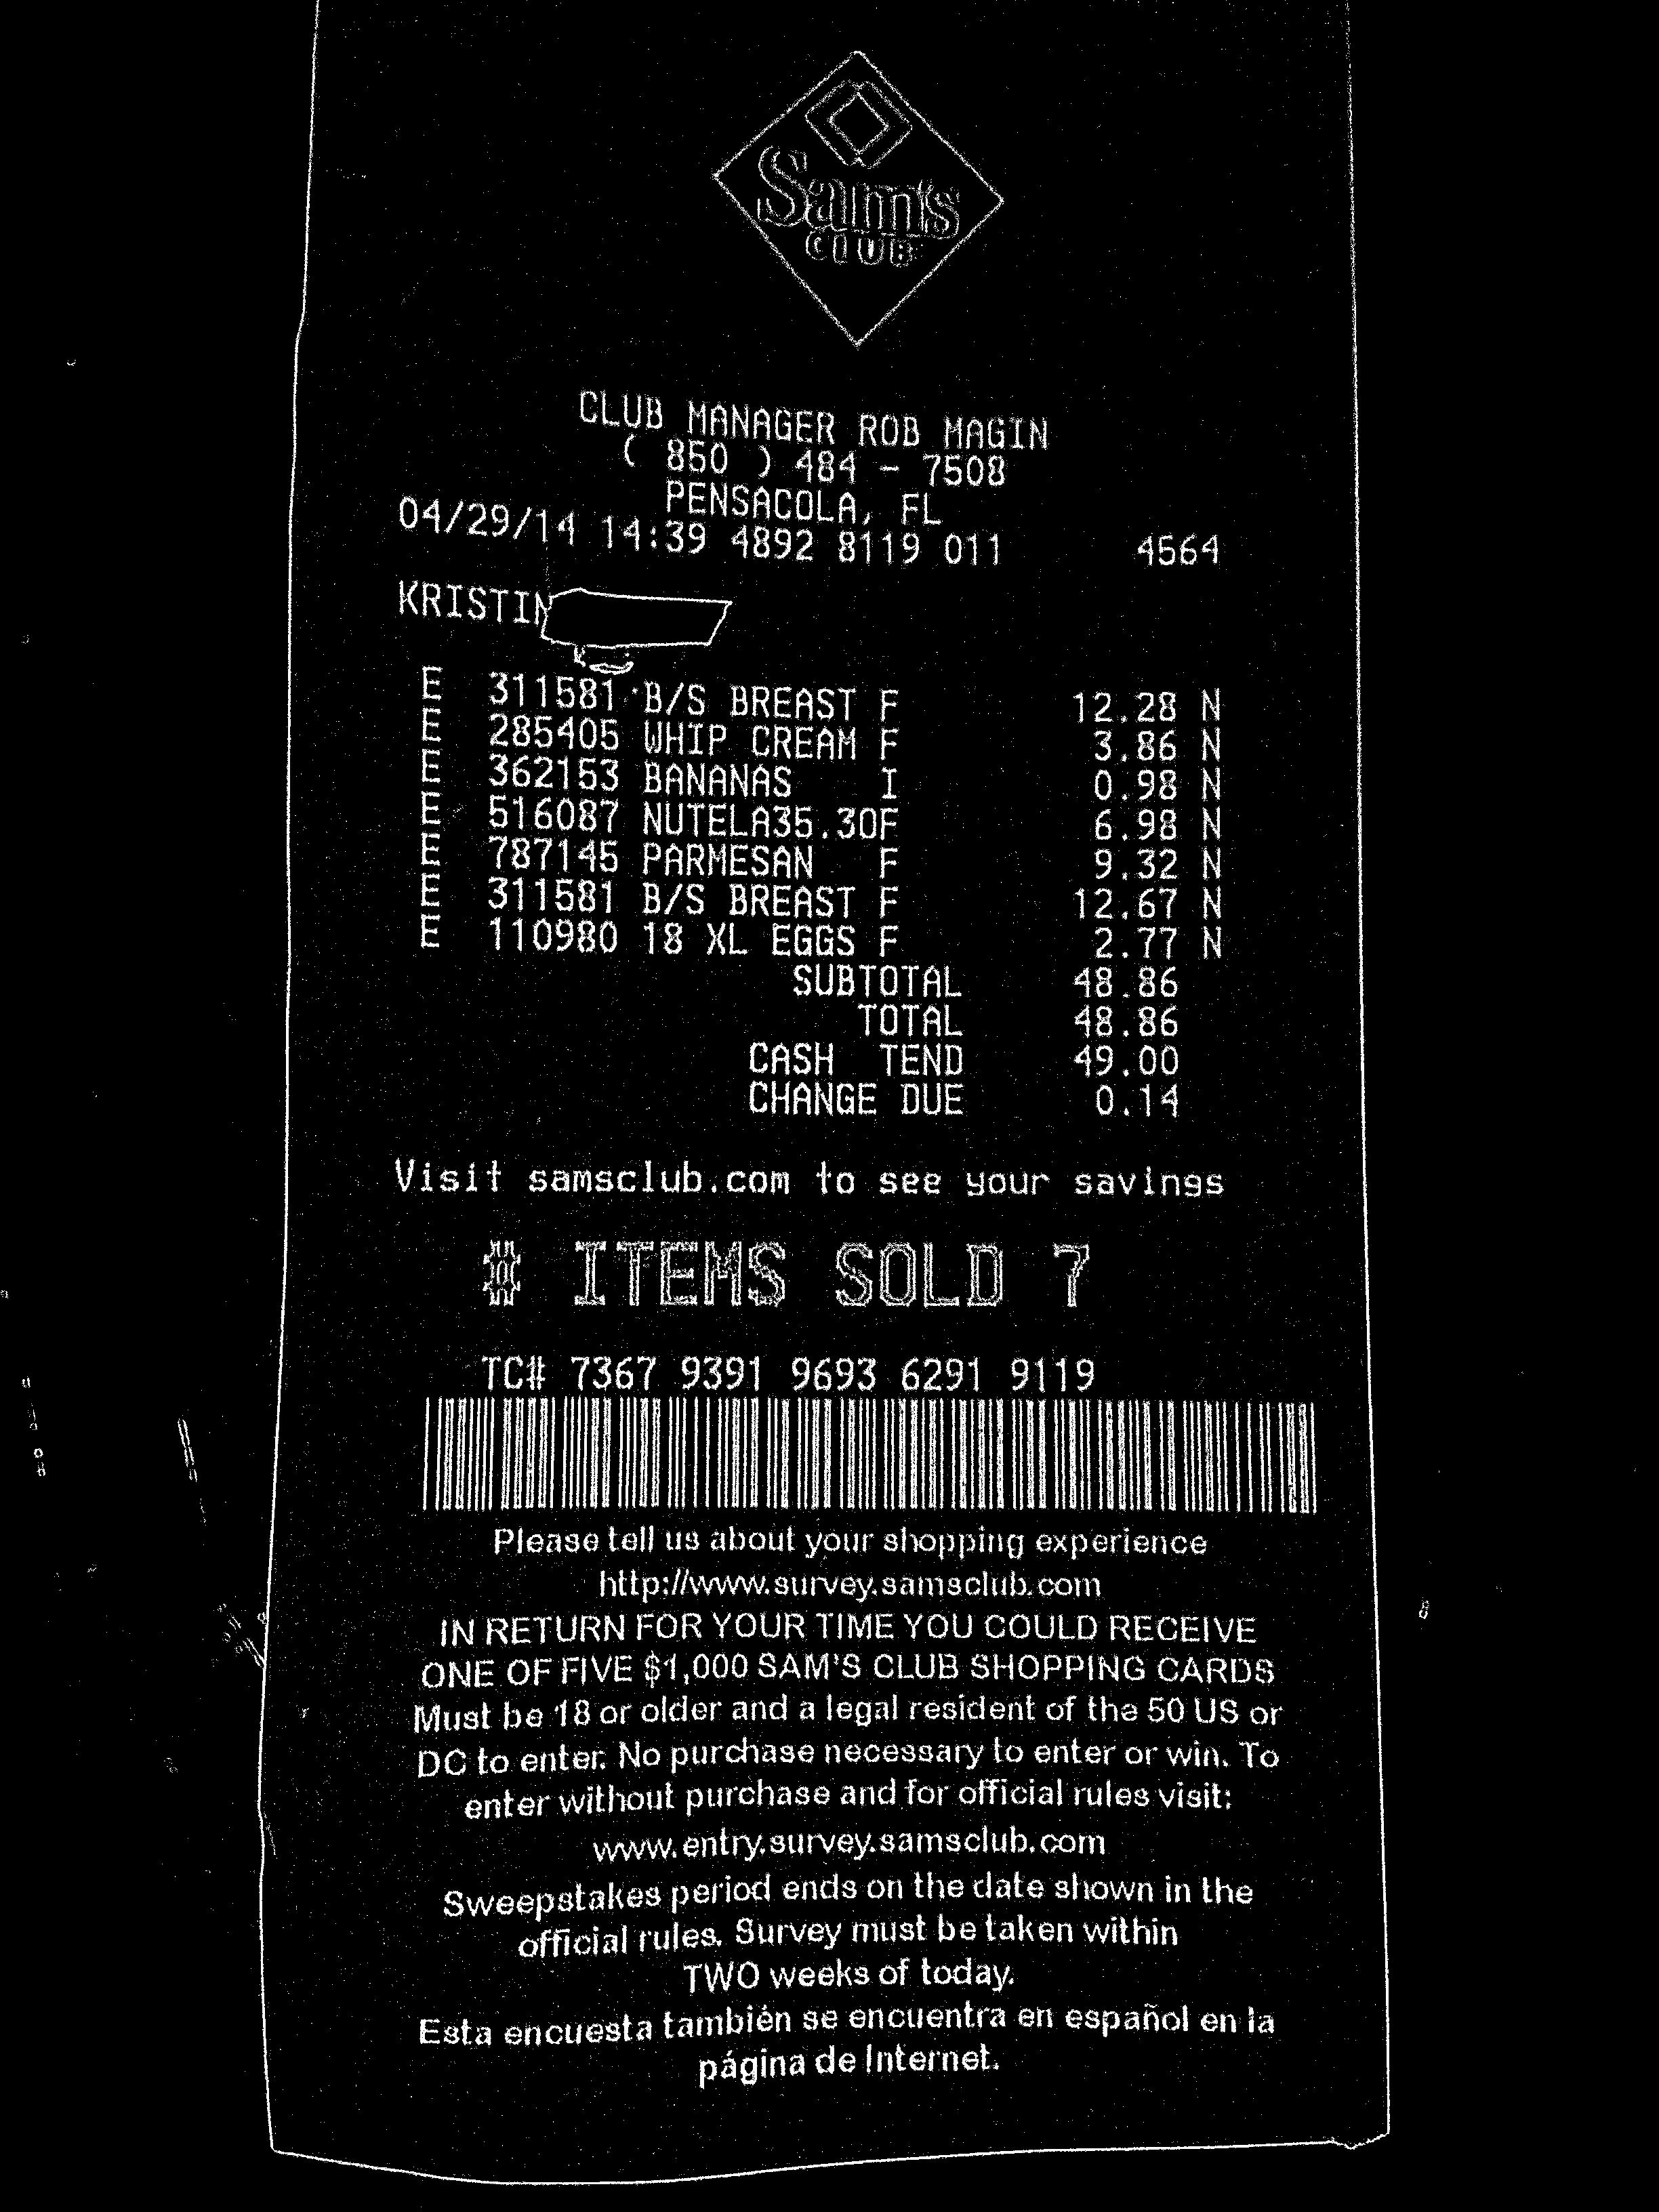 Sam's
CLUB
CLUB MANAGER ROB MAGIN
( 850 ) 484 - 7508
PENSACOLA, FL
04/29/14 14:39 4892 8119 011 4564
KRISTIN
E 311581 B/S BREAST F 12.28 N
E 285405 WHIP CREAM F 3.86 N
E 362153 BANANAS I 0.98 N
E 516087 NUTELA35.30F 6.98 N
E 787145 PARMESAN F 9.32 N
E 311581 B/S BREAST F 12.67 N
E 110980 18 XL EGGS F 2.77 N
SUBTOTAL 48.86
TOTAL 48.86
CASH TEND 49.00
CHANGE DUE 0.14
Visit samsclub.com to see your savings
# ITEMS SOLD 7
TC# 7367 9391 9693 6291 9119
Please tell us about your shopping experience
http://www.survey.samsclub.com
IN RETURN FOR YOUR TIME YOU COULD RECEIVE
ONE OF FIVE $1,000 SAM'S CLUB SHOPPING CARDS
Must be 18 or older and a legal resident of the 50 US or
DC to enter. No purchase necessary to enter or win. To
enter without purchase and for official rules visit:
www.entry.survey.samsclub.com
Sweepstakes period ends on the date shown in the
official rules. Survey must be taken within
TWO weeks of today.
Esta encuesta también se encuentra en español en la
página de Internet.